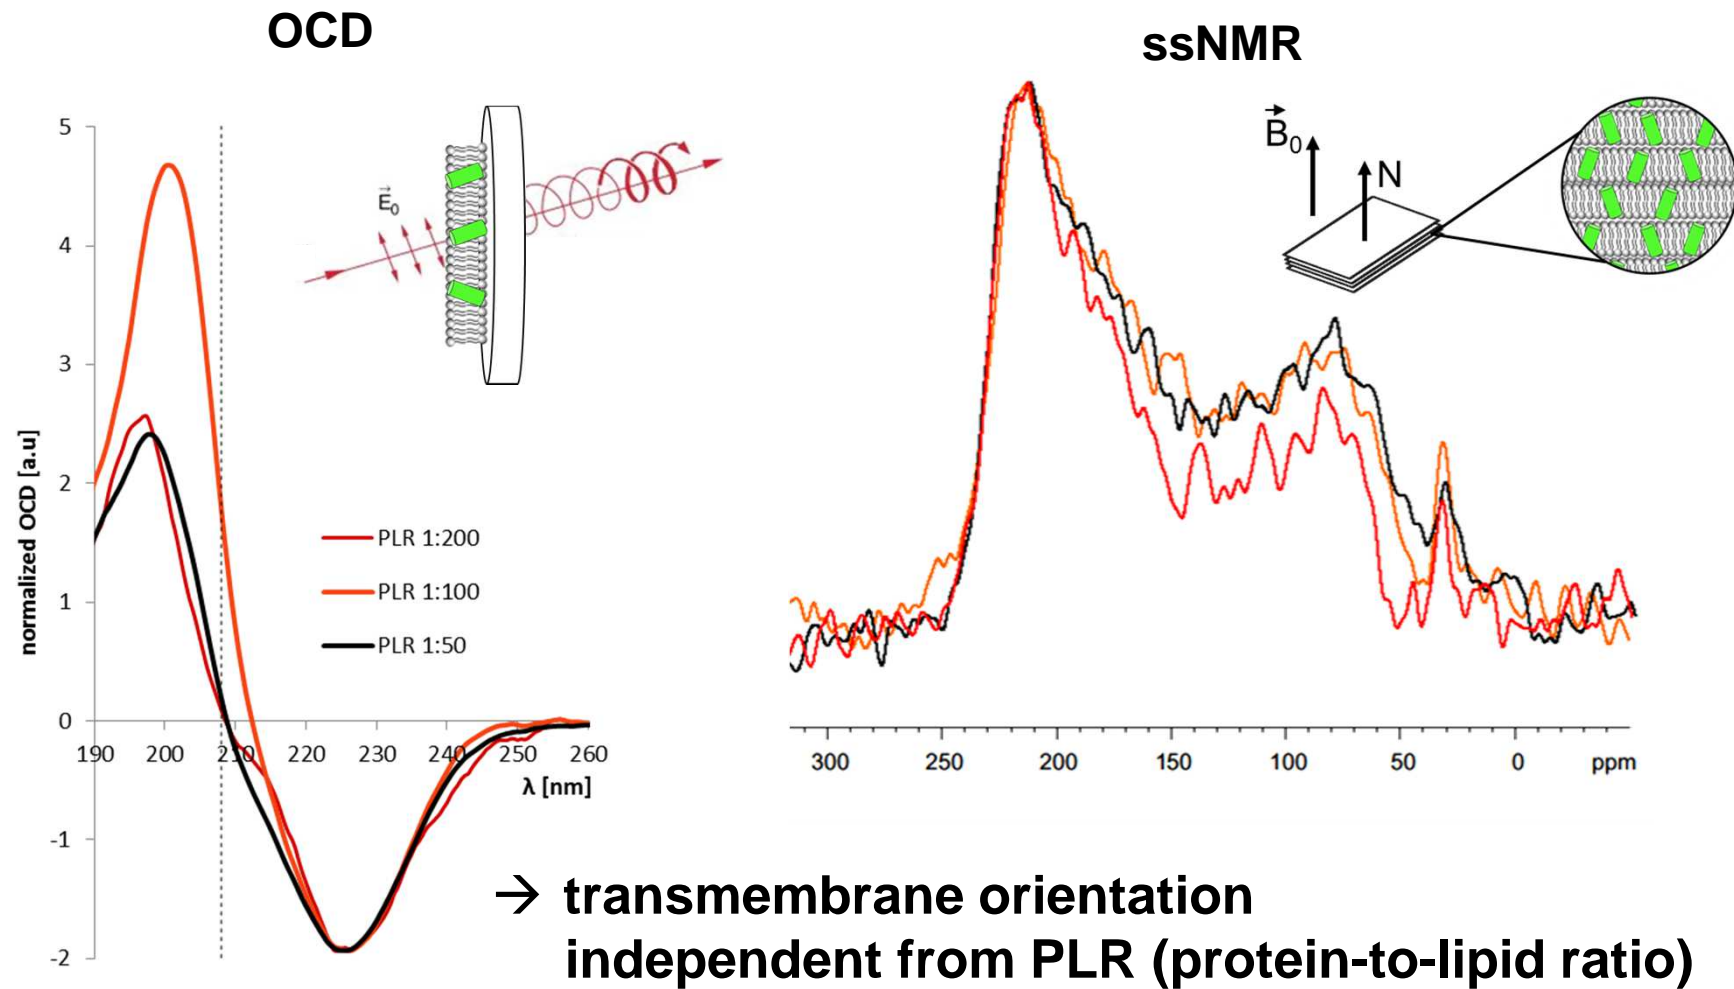 OCD
ssNMR
normalized OCD [a.u]
5
4
3
2
1
0
-1
-2
190 200 210 220 230 240 250 260
λ [nm]
PLR 1:200
PLR 1:100
PLR 1:50
E⃗₀
B⃗₀
N
300 250 200 150 100 50 0 ppm
→ transmembrane orientation
independent from PLR (protein-to-lipid ratio)